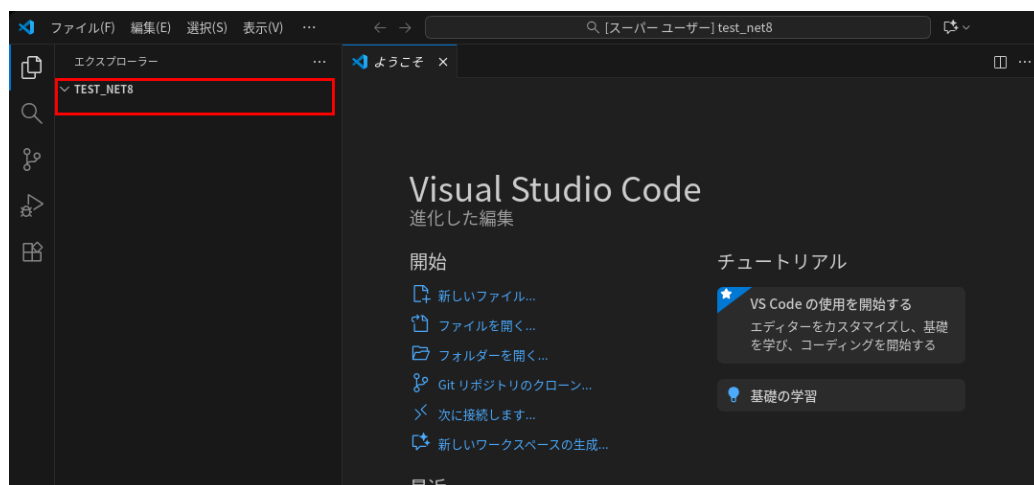 ファイル(F) 編集(E) 選択(S) 表示(V) … [スーパー ユーザー] test_net8
エクスプローラー …
ようこそ
TEST_NET8
Visual Studio Code
進化した編集
開始
新しいファイル...
ファイルを開く...
フォルダーを開く...
Git リポジトリのクローン...
次に接続します...
新しいワークスペースの生成...
チュートリアル
VS Code の使用を開始する
エディターをカスタマイズし、基礎
を学び、コーディングを開始する
基礎の学習